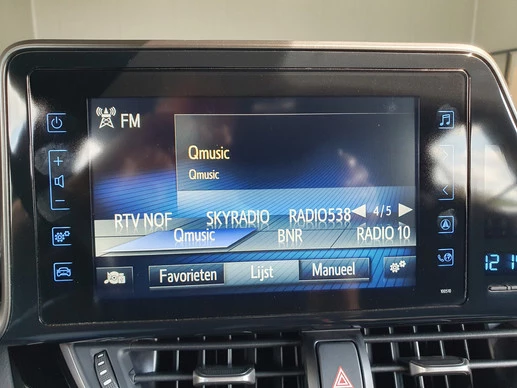 FM
Qmusic
Qmusic
4/5
RTV NOF SKYRADIO RADIO538
Qmusic BNR RADIO 10
Favorieten Lijst Manueel